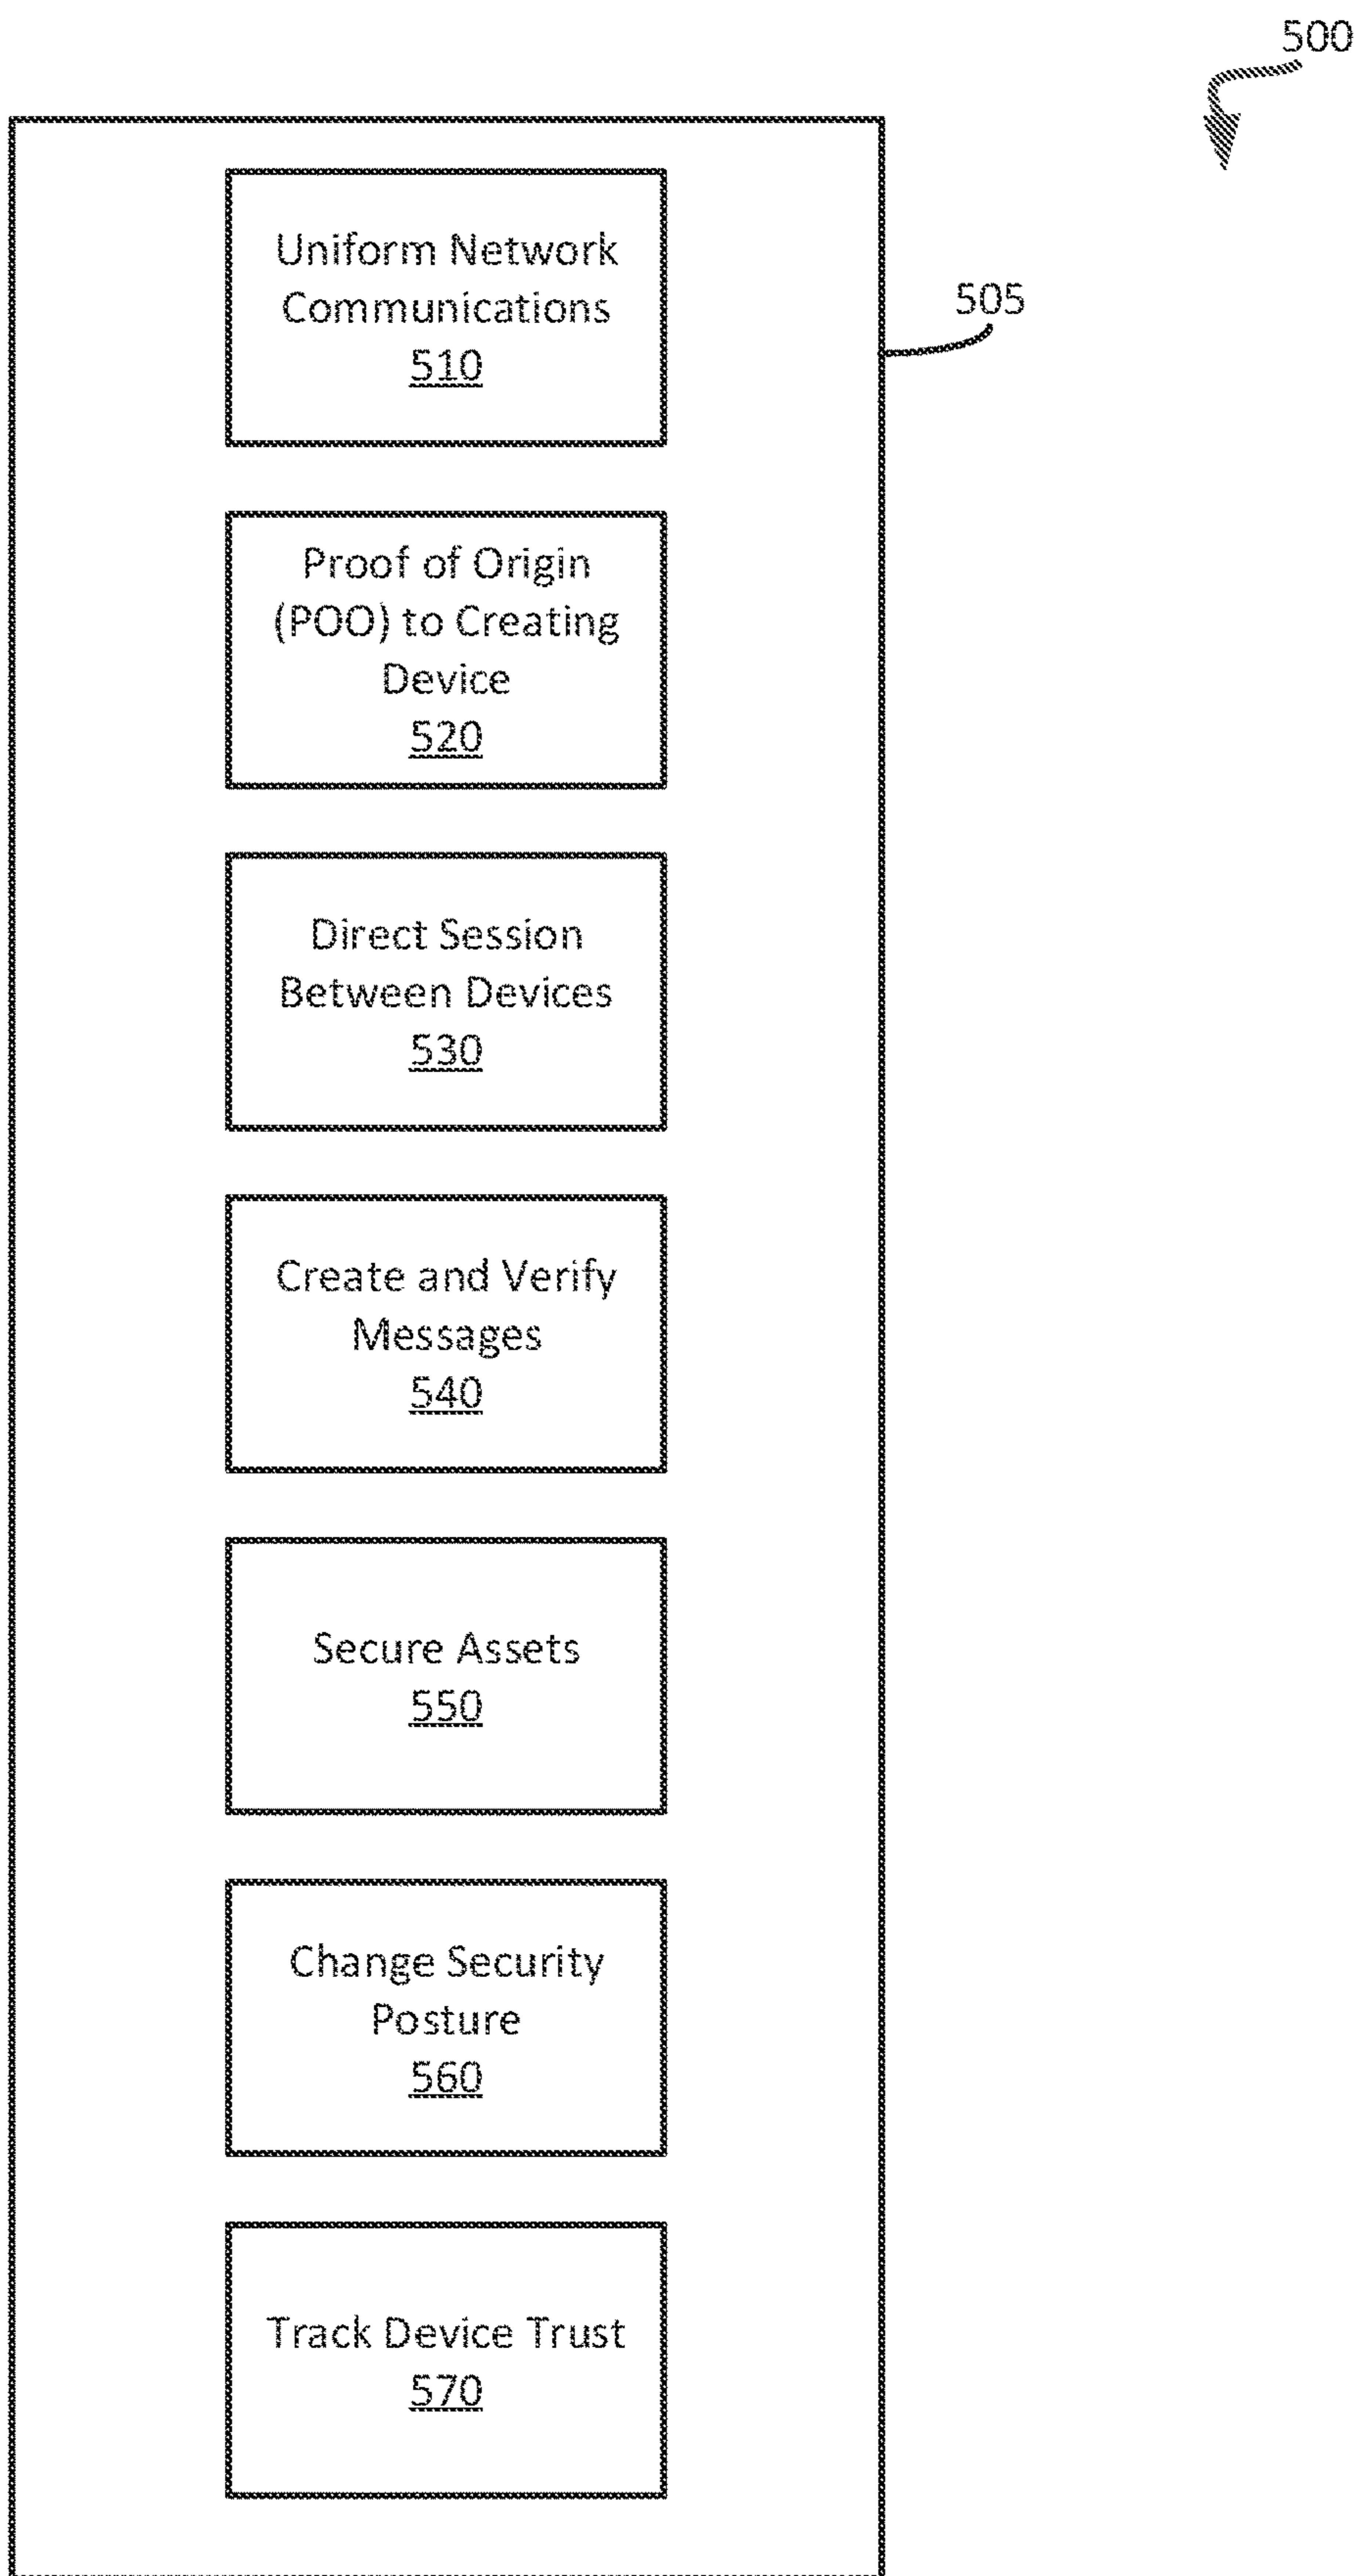 500
Uniform Network
Communications
510
505
Proof of Origin
(POO) to Creating
Device
520
Direct Session
Between Devices
530
Create and Verify
Messages
540
Secure Assets
550
Change Security
Posture
560
Track Device Trust
570